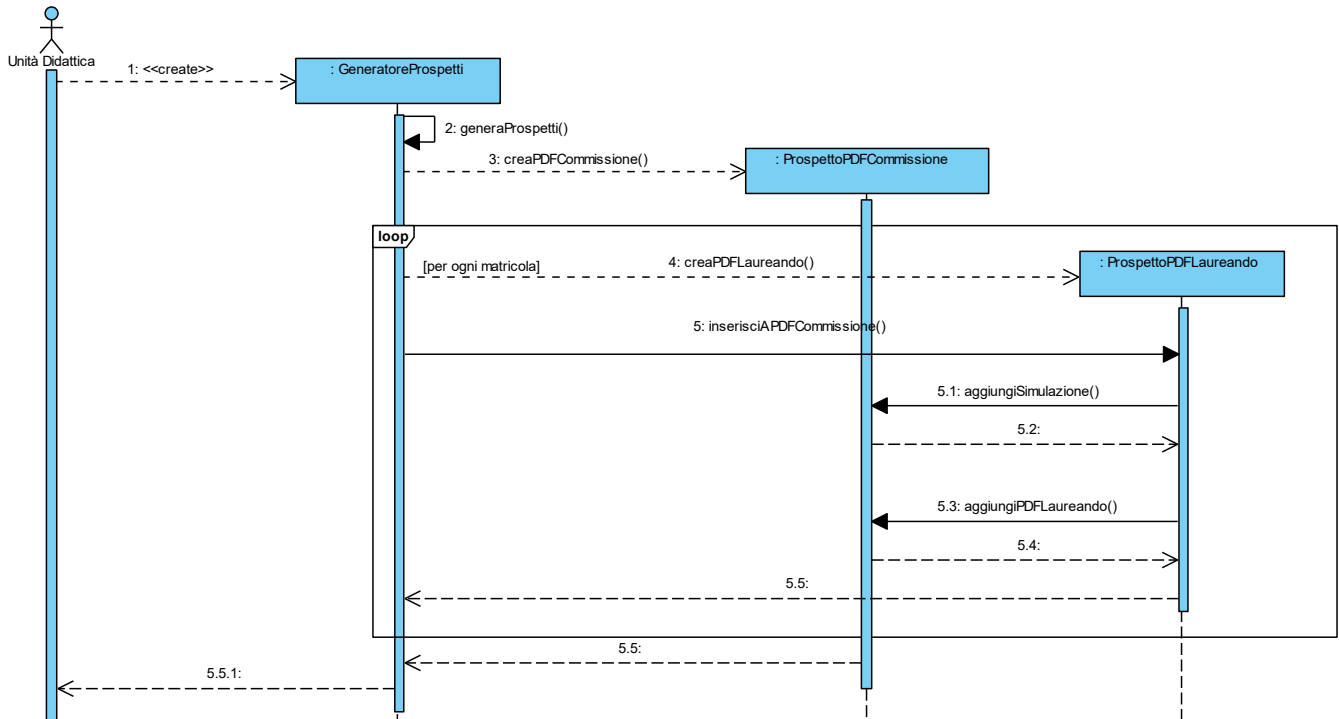 Unità Didattica
1: <<create>>
: GeneratoreProspetti
2: generaProspetti()
3: creaPDFCommissione()
: ProspettoPDFCommissione
loop
[per ogni matricola]
4: creaPDFLaureando()
: ProspettoPDFLaureando
5: inserisciAPDFCommissione()
5.1: aggiungiSimulazione()
5.2:
5.3: aggiungiPDFLaureando()
5.4:
5.5:
5.5:
5.5.1: